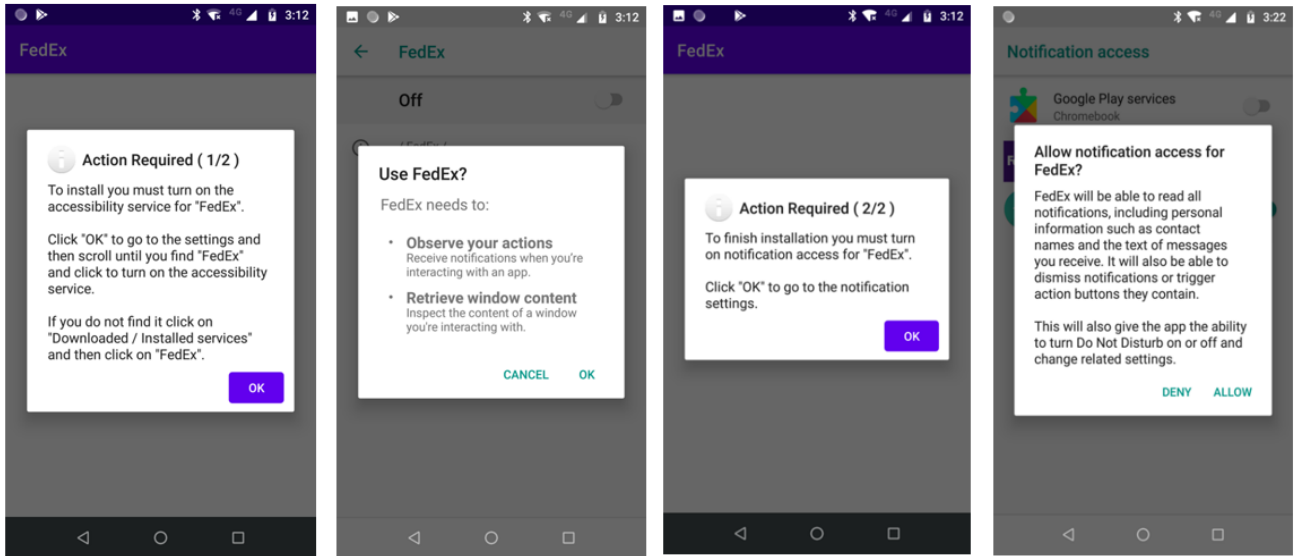 4G 3:12
FedEx
Action Required ( 1/2 )
To install you must turn on the
accessibility service for "FedEx".
Click "OK" to go to the settings and
then scroll until you find "FedEx"
and click to turn on the accessibility
service.
If you do not find it click on
"Downloaded / Installed services"
and then click on "FedEx".
OK
4G 3:12
FedEx
Off
/ FedEx /
Use FedEx?
FedEx needs to:
• Observe your actions
Receive notifications when you're
interacting with an app.
• Retrieve window content
Inspect the content of a window
you're interacting with.
CANCEL OK
4G 3:12
FedEx
Action Required ( 2/2 )
To finish installation you must turn
on notification access for "FedEx".
Click "OK" to go to the notification
settings.
OK
4G 3:22
Notification access
Google Play services
Chromebook
Allow notification access for
FedEx?
FedEx will be able to read all
notifications, including personal
information such as contact
names and the text of messages
you receive. It will also be able to
dismiss notifications or trigger
action buttons they contain.
This will also give the app the ability
to turn Do Not Disturb on or off and
change related settings.
DENY ALLOW